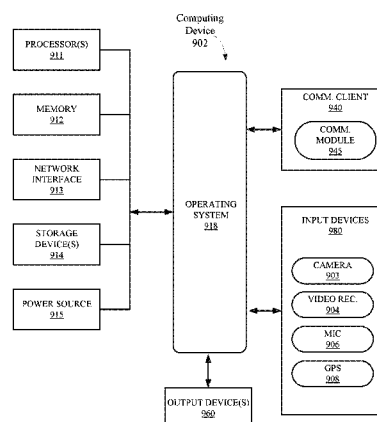 Computing
Device
902
PROCESSOR(S)
911
MEMORY
912
NETWORK
INTERFACE
913
STORAGE
DEVICE(S)
914
POWER SOURCE
915
OPERATING
SYSTEM
918
COMM. CLIENT
940
COMM.
MODULE
945
INPUT DEVICES
980
CAMERA
903
VIDEO REC.
904
MIC
906
GPS
908
OUTPUT DEVICE(S)
960